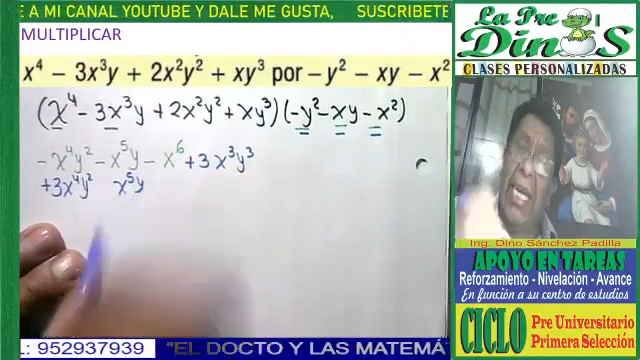 E A MI CANAL YOUTUBE Y DALE ME GUSTA, SUSCRIBETE
MULTIPLICAR
x⁴ − 3x³y + 2x²y² + xy³ por −y² − xy − x²
(x⁴ − 3x³y + 2x²y² + xy³)(−y² − xy − x²)
−x⁴y² − x⁵y − x⁶ + 3x³y³
+3x⁴y² x⁵y
La Pre
Dino S
CLASES PERSONALIZADAS
Ing. Dino Sánchez Padilla
APOYO EN TAREAS
Reforzamiento - Nivelación - Avance
En función a su centro de estudios
CICLO Pre Universitario
Primera Selección
: 952937939 "EL DOCTO Y LAS MATEMÁ